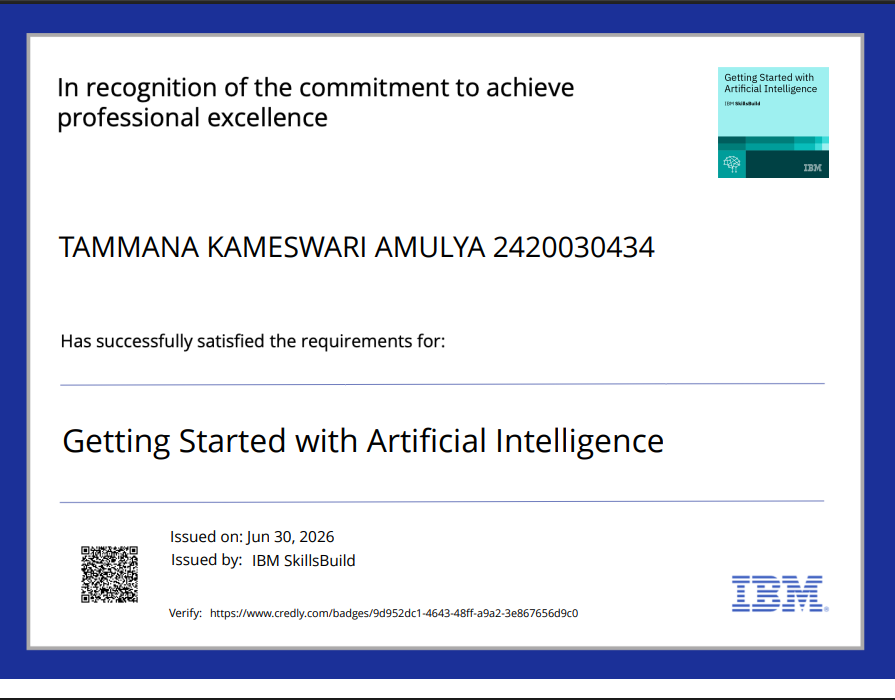 In recognition of the commitment to achieve
professional excellence
Getting Started with
Artificial Intelligence
IBM SkillsBuild
IBM
TAMMANA KAMESWARI AMULYA 2420030434
Has successfully satisfied the requirements for:
Getting Started with Artificial Intelligence
Issued on: Jun 30, 2026
Issued by: IBM SkillsBuild
Verify: https://www.credly.com/badges/9d952dc1-4643-48ff-a9a2-3e867656d9c0
IBM®